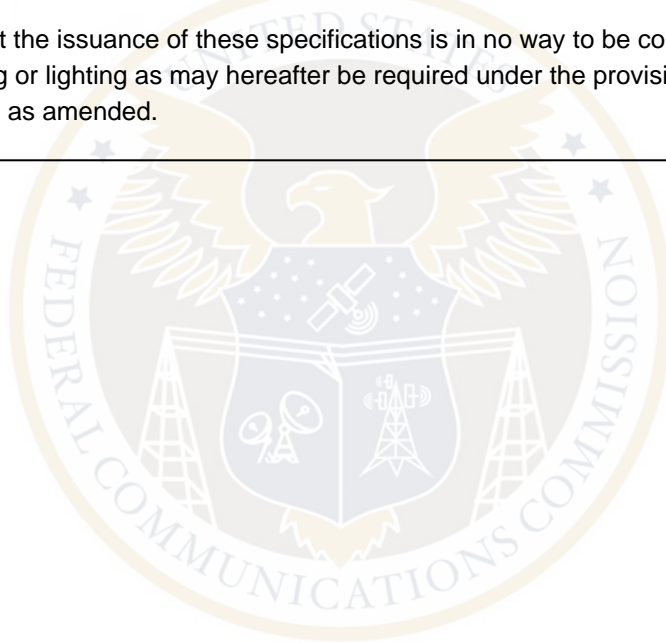 t the issuance of these specifications is in no way to be co
g or lighting as may hereafter be required under the provisi
as amended.
UNITED STATES
FEDERAL COMMUNICATIONS COMMISSION